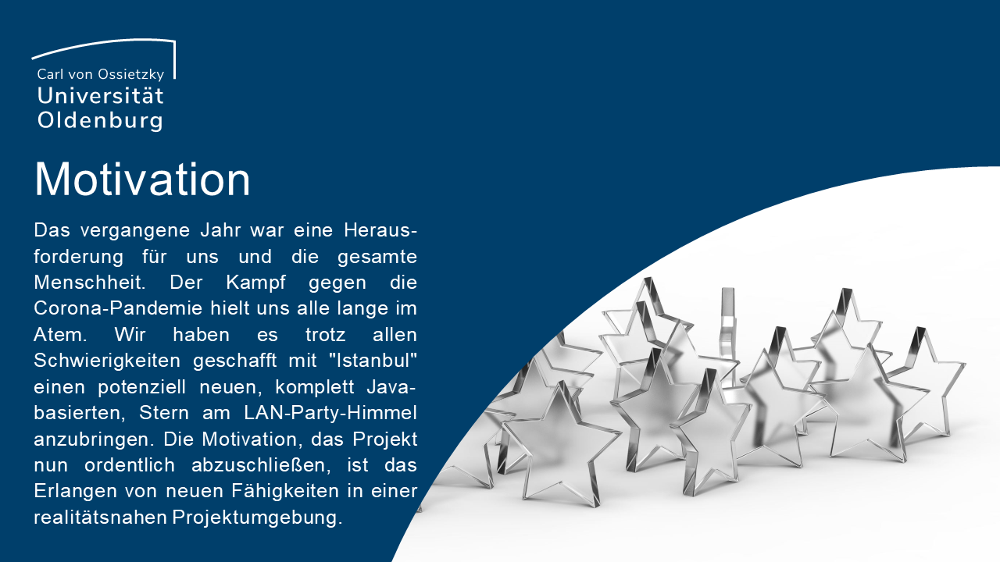 Carl von Ossietzky
Universität
Oldenburg
Motivation
Das vergangene Jahr war eine Heraus-
forderung für uns und die gesamte
Menschheit. Der Kampf gegen die
Corona-Pandemie hielt uns alle lange im
Atem. Wir haben es trotz allen
Schwierigkeiten geschafft mit "Istanbul"
einen potenziell neuen, komplett Java-
basierten, Stern am LAN-Party-Himmel
anzubringen. Die Motivation, das Projekt
nun ordentlich abzuschließen, ist das
Erlangen von neuen Fähigkeiten in einer
realitätsnahen Projektumgebung.